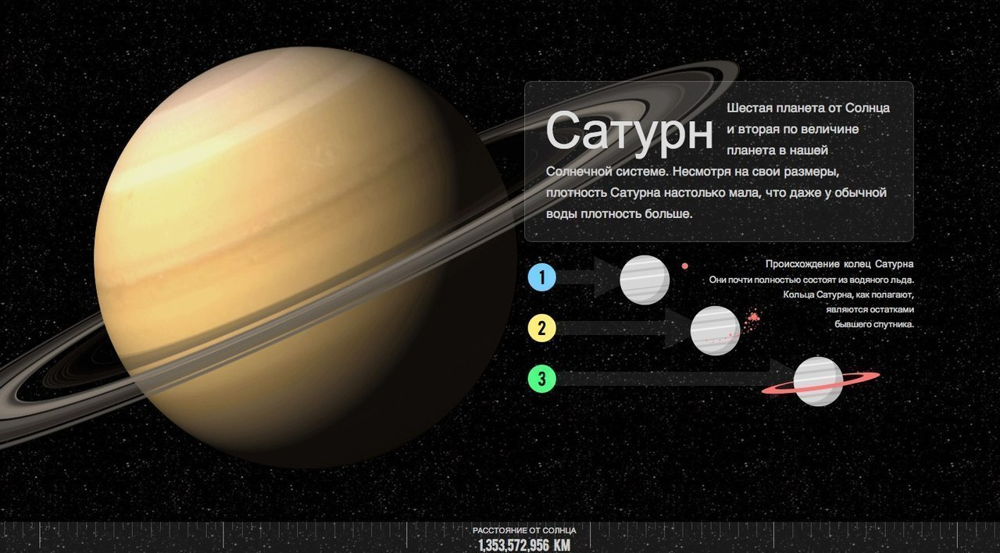 Сатурн
Шестая планета от Солнца
и вторая по величине
планета в нашей
Солнечной системе. Несмотря на свои размеры,
плотность Сатурна настолько мала, что даже у обычной
воды плотность больше.
1
Происхождение колец Сатурна
Они почти полностью состоят из водяного льда.
Кольца Сатурна, как полагают,
являются остатками
бывшего спутника.
2
3
РАССТОЯНИЕ ОТ СОЛНЦА
1,353,572,956 KM